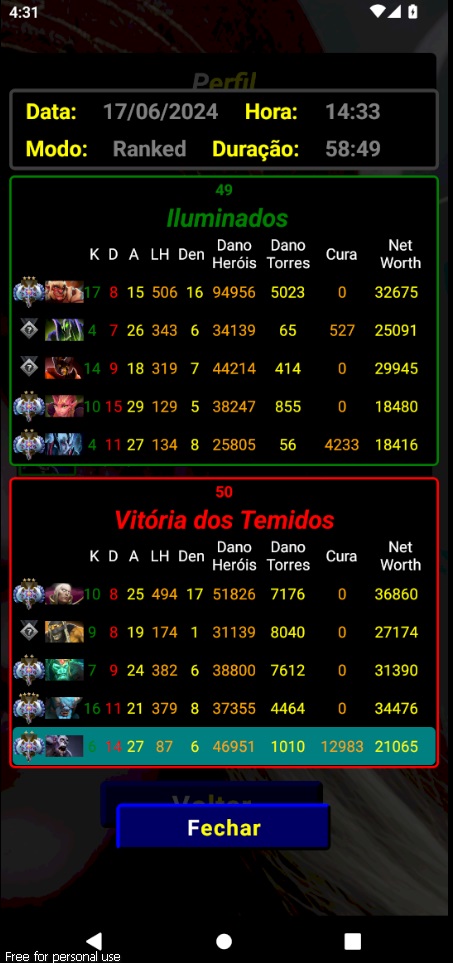 4:31
Perfil
Data: 17/06/2024 Hora: 14:33
Modo: Ranked Duração: 58:49
49
Iluminados
K D A LH Den Dano Heróis Dano Torres Cura Net Worth
17 8 15 506 16 94956 5023 0 32675
4 7 26 343 6 34139 65 527 25091
14 9 18 319 7 44214 414 0 29945
10 15 29 129 5 38247 855 0 18480
4 11 27 134 8 25805 56 4233 18416
50
Vitória dos Temidos
K D A LH Den Dano Heróis Dano Torres Cura Net Worth
10 8 25 494 17 51826 7176 0 36860
9 8 19 174 1 31139 8040 0 27174
7 9 24 382 6 38800 7612 0 31390
16 11 21 379 8 37355 4464 0 34476
6 14 27 87 6 46951 1010 12983 21065
Voltar
Fechar
Free for personal use